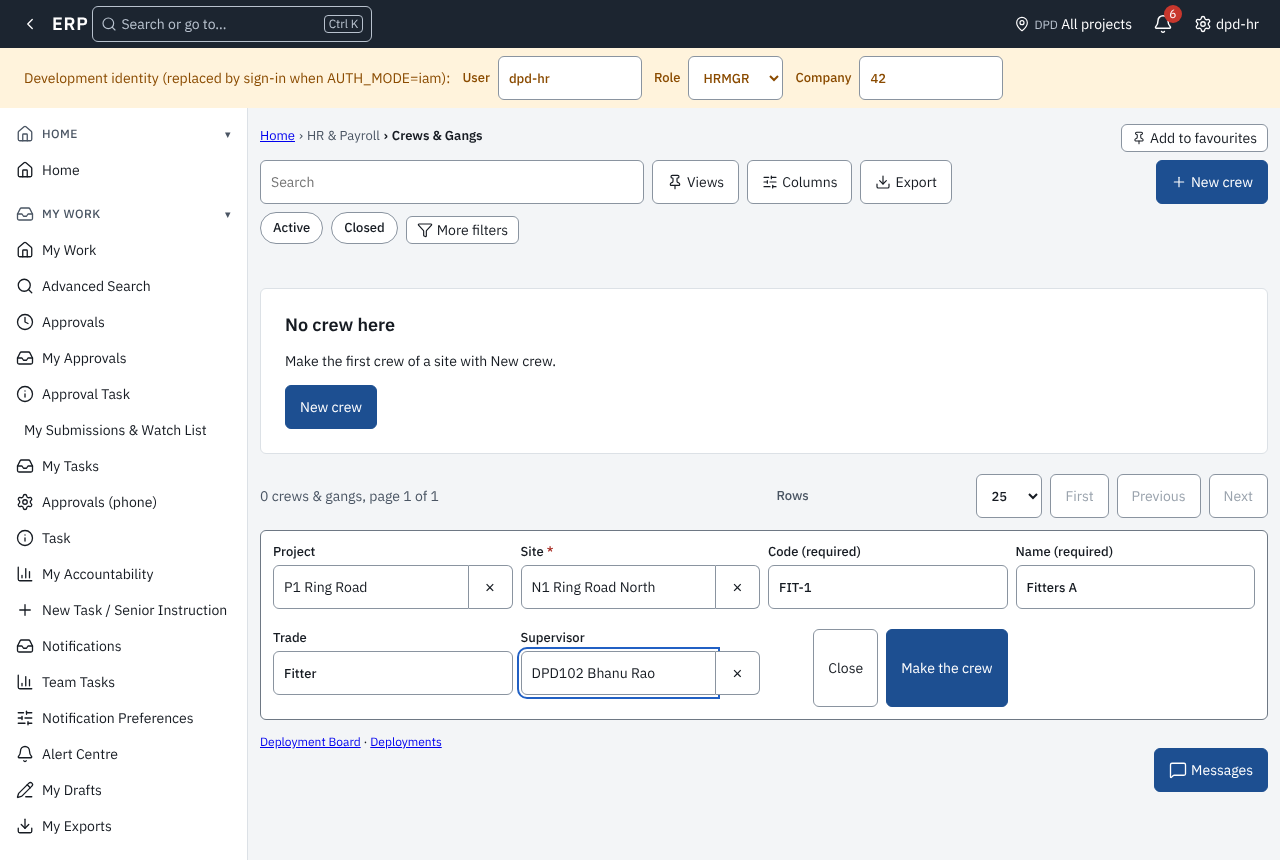 ERP
Search or go to...
Ctrl K
DPD All projects
6
dpd-hr
Development identity (replaced by sign-in when AUTH_MODE=iam):
User
dpd-hr
Role
HRMGR
Company
42
HOME
Home
MY WORK
My Work
Advanced Search
Approvals
My Approvals
Approval Task
My Submissions & Watch List
My Tasks
Approvals (phone)
Task
My Accountability
New Task / Senior Instruction
Notifications
Team Tasks
Notification Preferences
Alert Centre
My Drafts
My Exports
Home › HR & Payroll › Crews & Gangs
Add to favourites
Search
Views
Columns
Export
+ New crew
Active
Closed
More filters
No crew here
Make the first crew of a site with New crew.
New crew
0 crews & gangs, page 1 of 1
Rows
25
First
Previous
Next
Project
Site *
Code (required)
Name (required)
P1 Ring Road
×
N1 Ring Road North
×
FIT-1
Fitters A
Trade
Supervisor
Fitter
DPD102 Bhanu Rao
×
Close
Make the crew
Deployment Board · Deployments
Messages